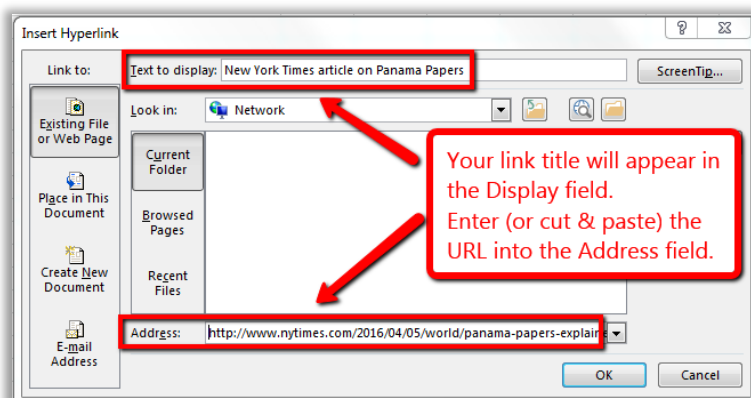 Insert Hyperlink
Link to:
Text to display: New York Times article on Panama Papers
ScreenTip...
Existing File
or Web Page
Look in: Network
Current
Folder
Place in This
Document
Browsed
Pages
Create New
Document
Recent
Files
E-mail
Address
Your link title will appear in
the Display field.
Enter (or cut & paste) the
URL into the Address field.
Address: http://www.nytimes.com/2016/04/05/world/panama-papers-explaine
OK
Cancel